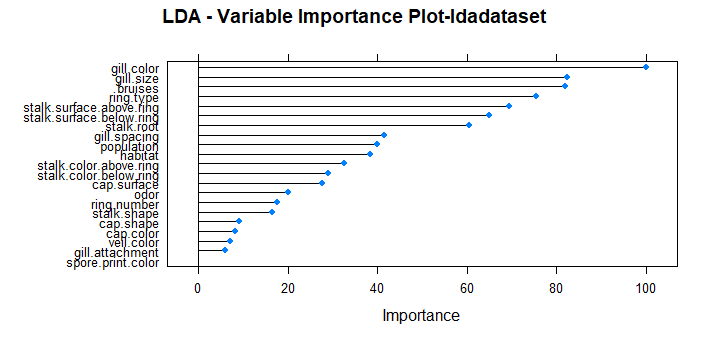 LDA - Variable Importance Plot-ldadataset
gill.color
gill.size
bruises
ring.type
stalk.surface.above.ring
stalk.surface.below.ring
stalk.root
gill.spacing
population
habitat
stalk.color.above.ring
stalk.color.below.ring
cap.surface
odor
ring.number
stalk.shape
cap.shape
cap.color
veil.color
gill.attachment
spore.print.color
0 20 40 60 80 100
Importance